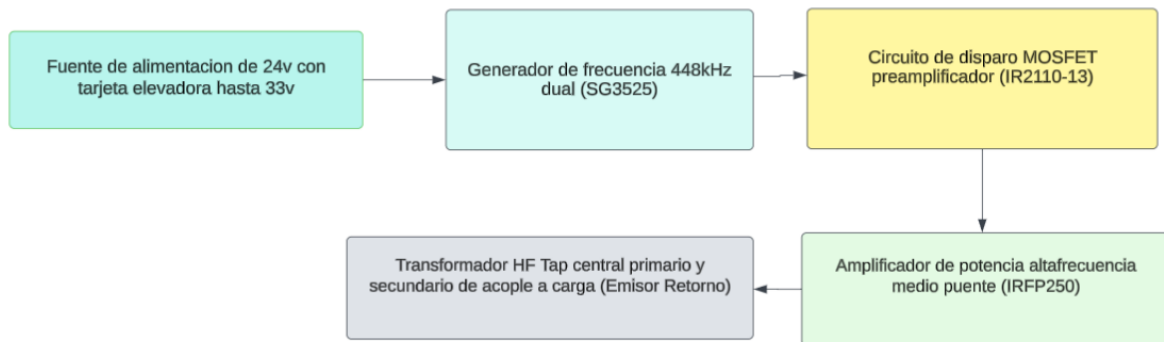 Fuente de alimentacion de 24v con
tarjeta elevadora hasta 33v
Generador de frecuencia 448kHz
dual (SG3525)
Circuito de disparo MOSFET
preamplificador (IR2110-13)
Transformador HF Tap central primario y
secundario de acople a carga (Emisor Retorno)
Amplificador de potencia altafrecuencia
medio puente (IRFP250)